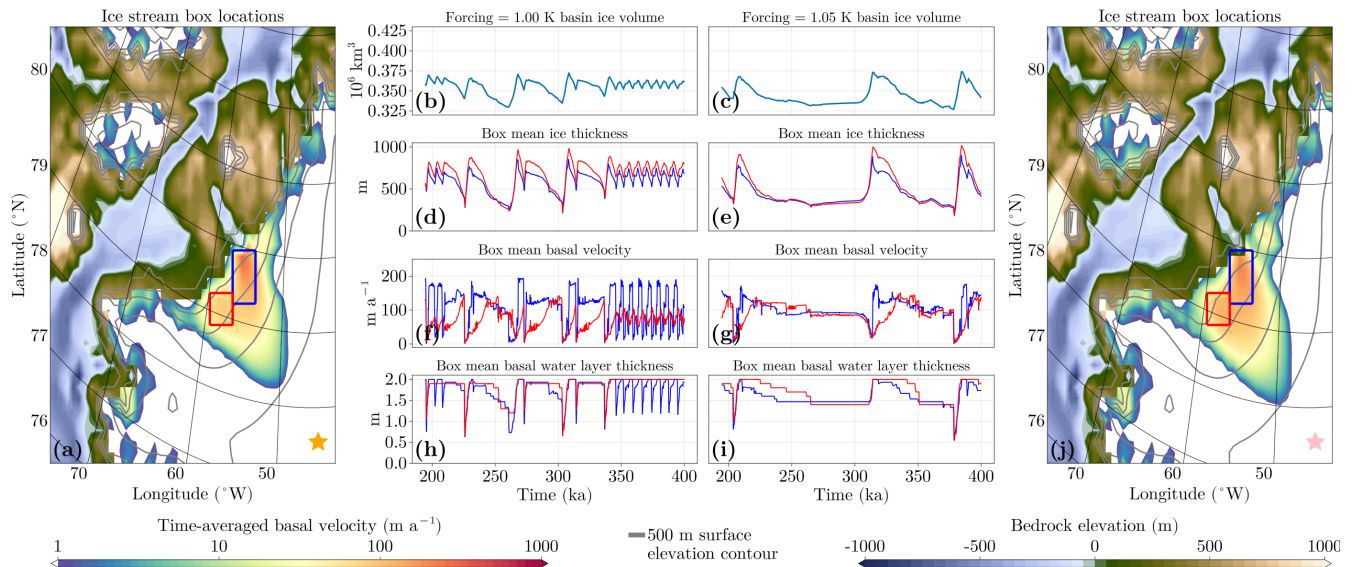 Ice stream box locations
80
79
78
77
76
Latitude (°N)
70
60
50
Longitude (°W)
(a)
Forcing = 1.00 K basin ice volume
10⁶ km³
0.425
0.400
0.375
0.350
0.325
(b)
Forcing = 1.05 K basin ice volume
(c)
Box mean ice thickness
m
1000
500
0
(d)
Box mean ice thickness
(e)
Box mean basal velocity
m a⁻¹
200
100
0
(f)
Box mean basal velocity
(g)
Box mean basal water layer thickness
m
2.0
1.5
1.0
0.5
0.0
(h)
200 250 300 350 400
Time (ka)
Box mean basal water layer thickness
(i)
200 250 300 350 400
Time (ka)
Ice stream box locations
80
79
78
77
76
Latitude (°N)
70
60
50
Longitude (°W)
(j)
Time-averaged basal velocity (m a⁻¹)
1 10 100 1000
500 m surface
elevation contour
Bedrock elevation (m)
-1000 -500 0 500 1000